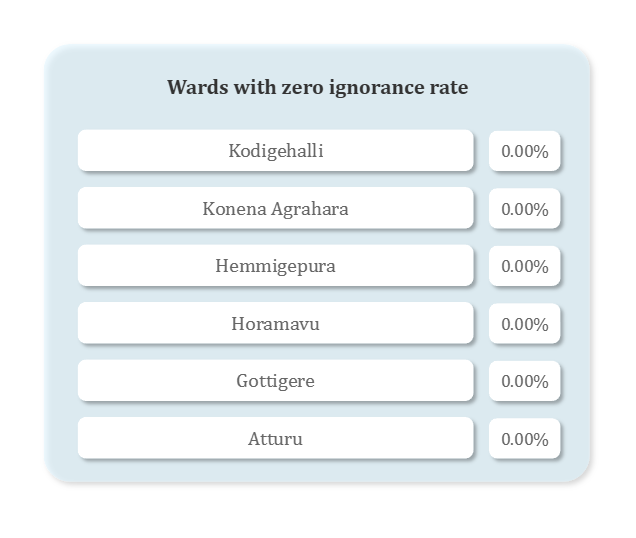 Wards with zero ignorance rate
Kodigehalli 0.00%
Konena Agrahara 0.00%
Hemmigepura 0.00%
Horamavu 0.00%
Gottigere 0.00%
Atturu 0.00%